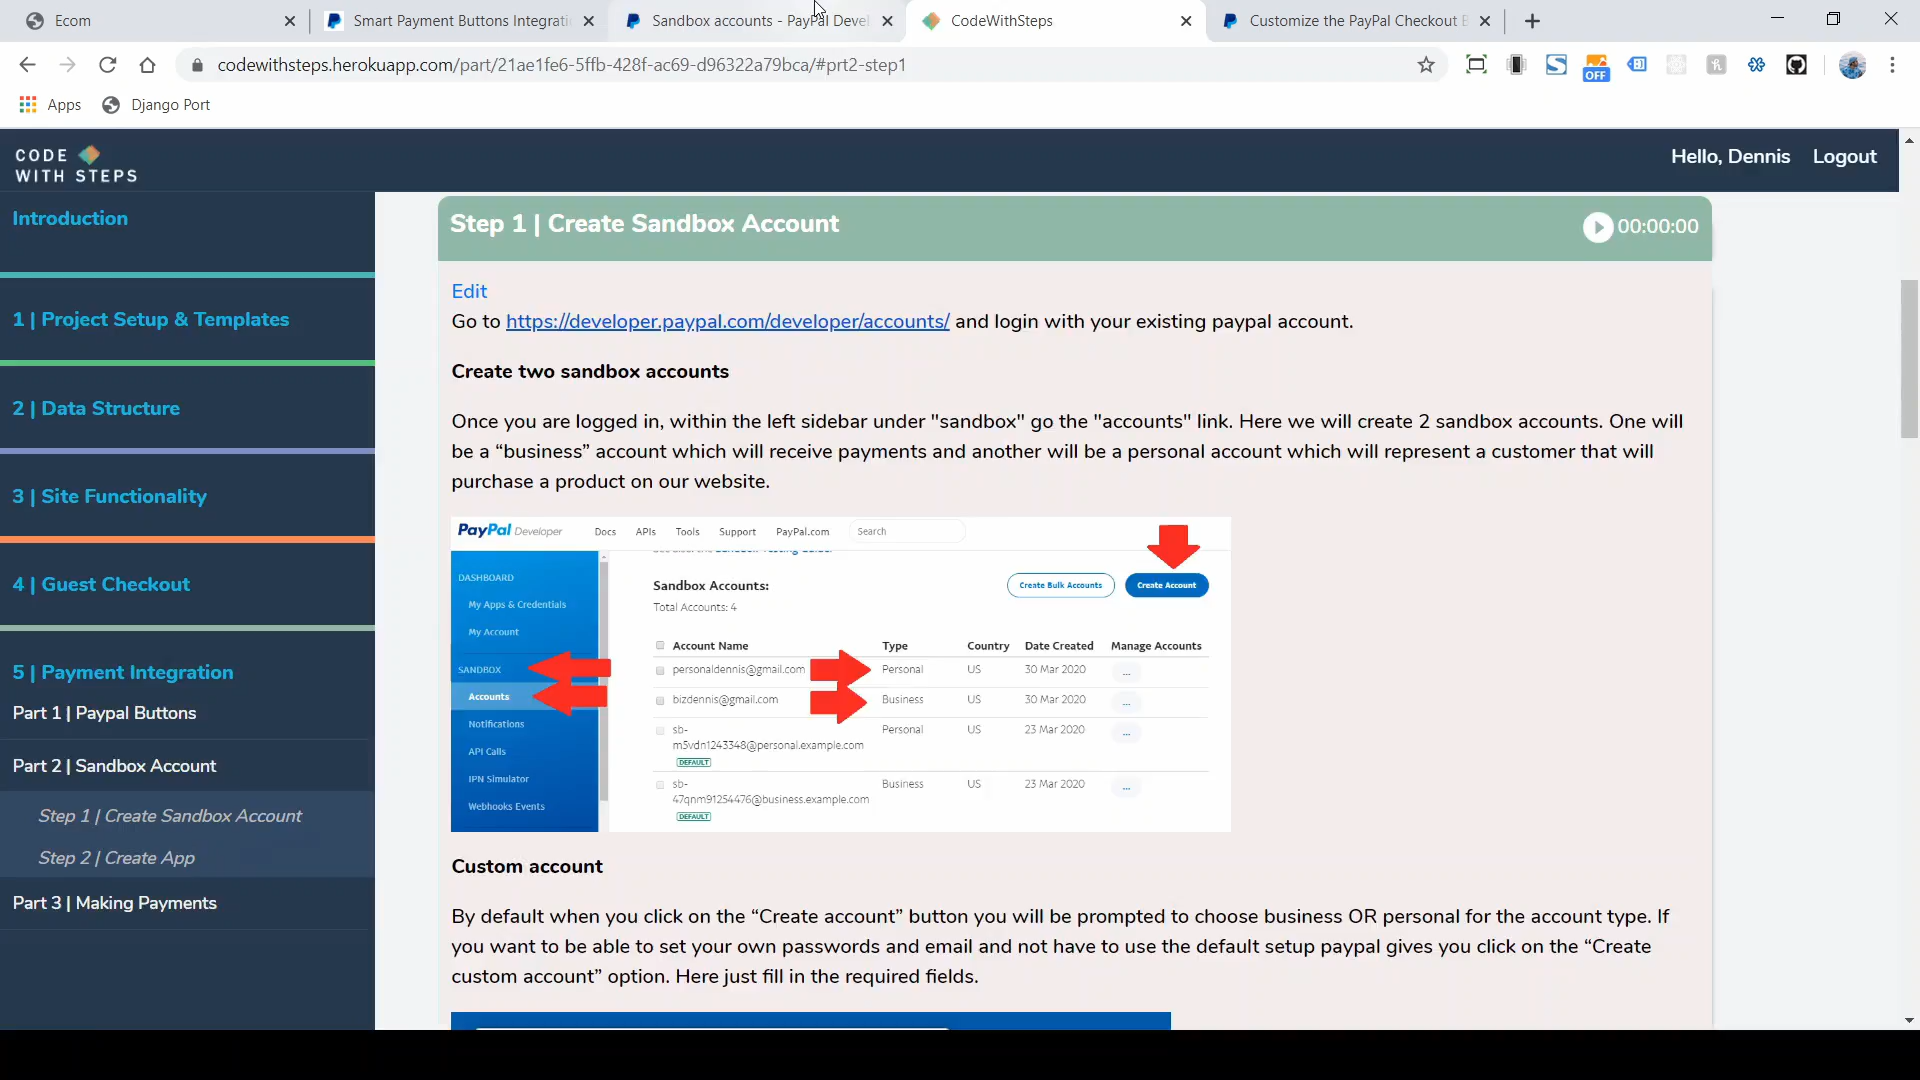 Ecom
Smart Payment Buttons Integrati
Sandbox accounts - PayPal Devel
CodeWithSteps
Customize the PayPal Checkout B
codewithsteps.herokuapp.com/part/21ae1fe6-5ffb-428f-ac69-d96322a79bca/#prt2-step1
OFF
Apps
Django Port
CODE
WITH STEPS
Hello, Dennis
Logout
Introduction
1 | Project Setup & Templates
2 | Data Structure
3 | Site Functionality
4 | Guest Checkout
5 | Payment Integration
Part 1 | Paypal Buttons
Part 2 | Sandbox Account
Step 1 | Create Sandbox Account
Step 2 | Create App
Part 3 | Making Payments
Step 1 | Create Sandbox Account
00:00:00
Edit
Go to https://developer.paypal.com/developer/accounts/ and login with your existing paypal account.
Create two sandbox accounts
Once you are logged in, within the left sidebar under "sandbox" go the "accounts" link. Here we will create 2 sandbox accounts. One will
be a “business” account which will receive payments and another will be a personal account which will represent a customer that will
purchase a product on our website.
PayPal Developer
Docs
APIs
Tools
Support
PayPal.com
Search
DASHBOARD
My Apps & Credentials
My Account
SANDBOX
Accounts
Notifications
API Calls
IPN Simulator
Webhooks Events
Sandbox Accounts:
Total Accounts: 4
Create Bulk Accounts
Create Account
Account Name Type Country Date Created Manage Accounts
personaldennis@gmail.com Personal US 30 Mar 2020 ...
bizdennis@gmail.com Business US 30 Mar 2020 ...
sb- Personal US 23 Mar 2020 ...
m5vdn1243348@personal.example.com
DEFAULT
sb- Business US 23 Mar 2020 ...
47qnm91254476@business.example.com
DEFAULT
Custom account
By default when you click on the “Create account” button you will be prompted to choose business OR personal for the account type. If
you want to be able to set your own passwords and email and not have to use the default setup paypal gives you click on the “Create
custom account” option. Here just fill in the required fields.